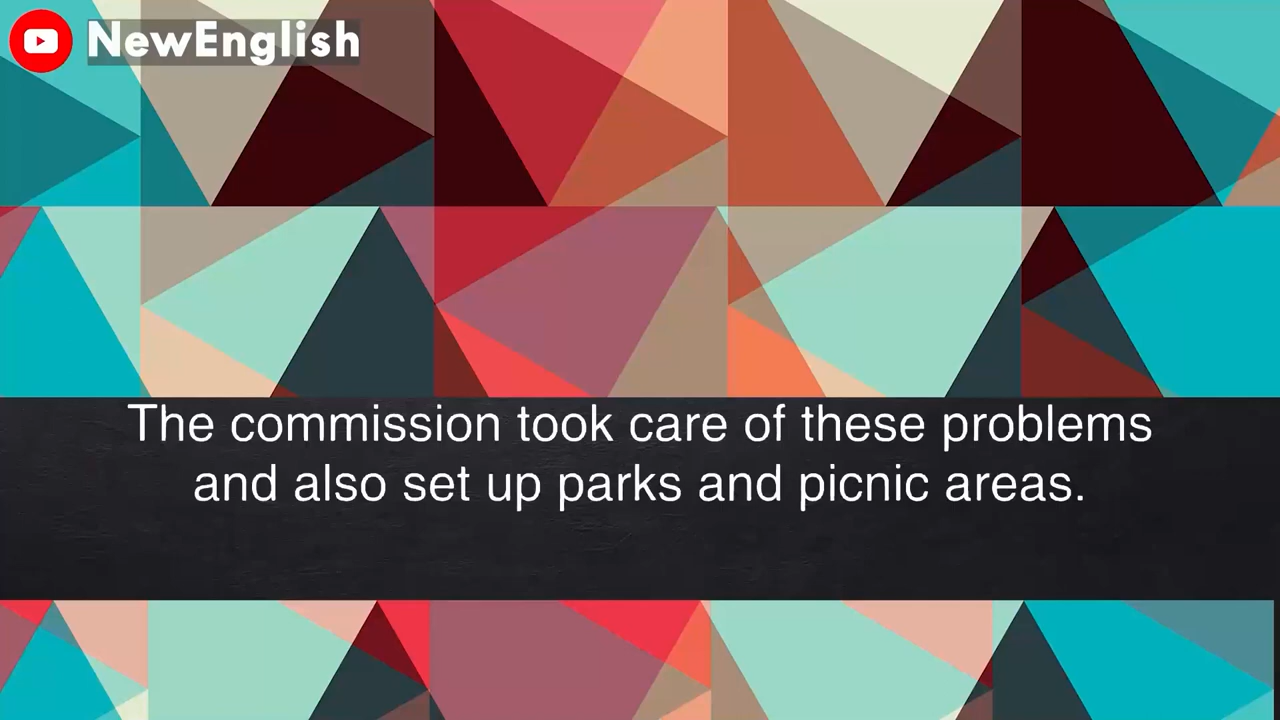 NewEnglish
The commission took care of these problems
and also set up parks and picnic areas.